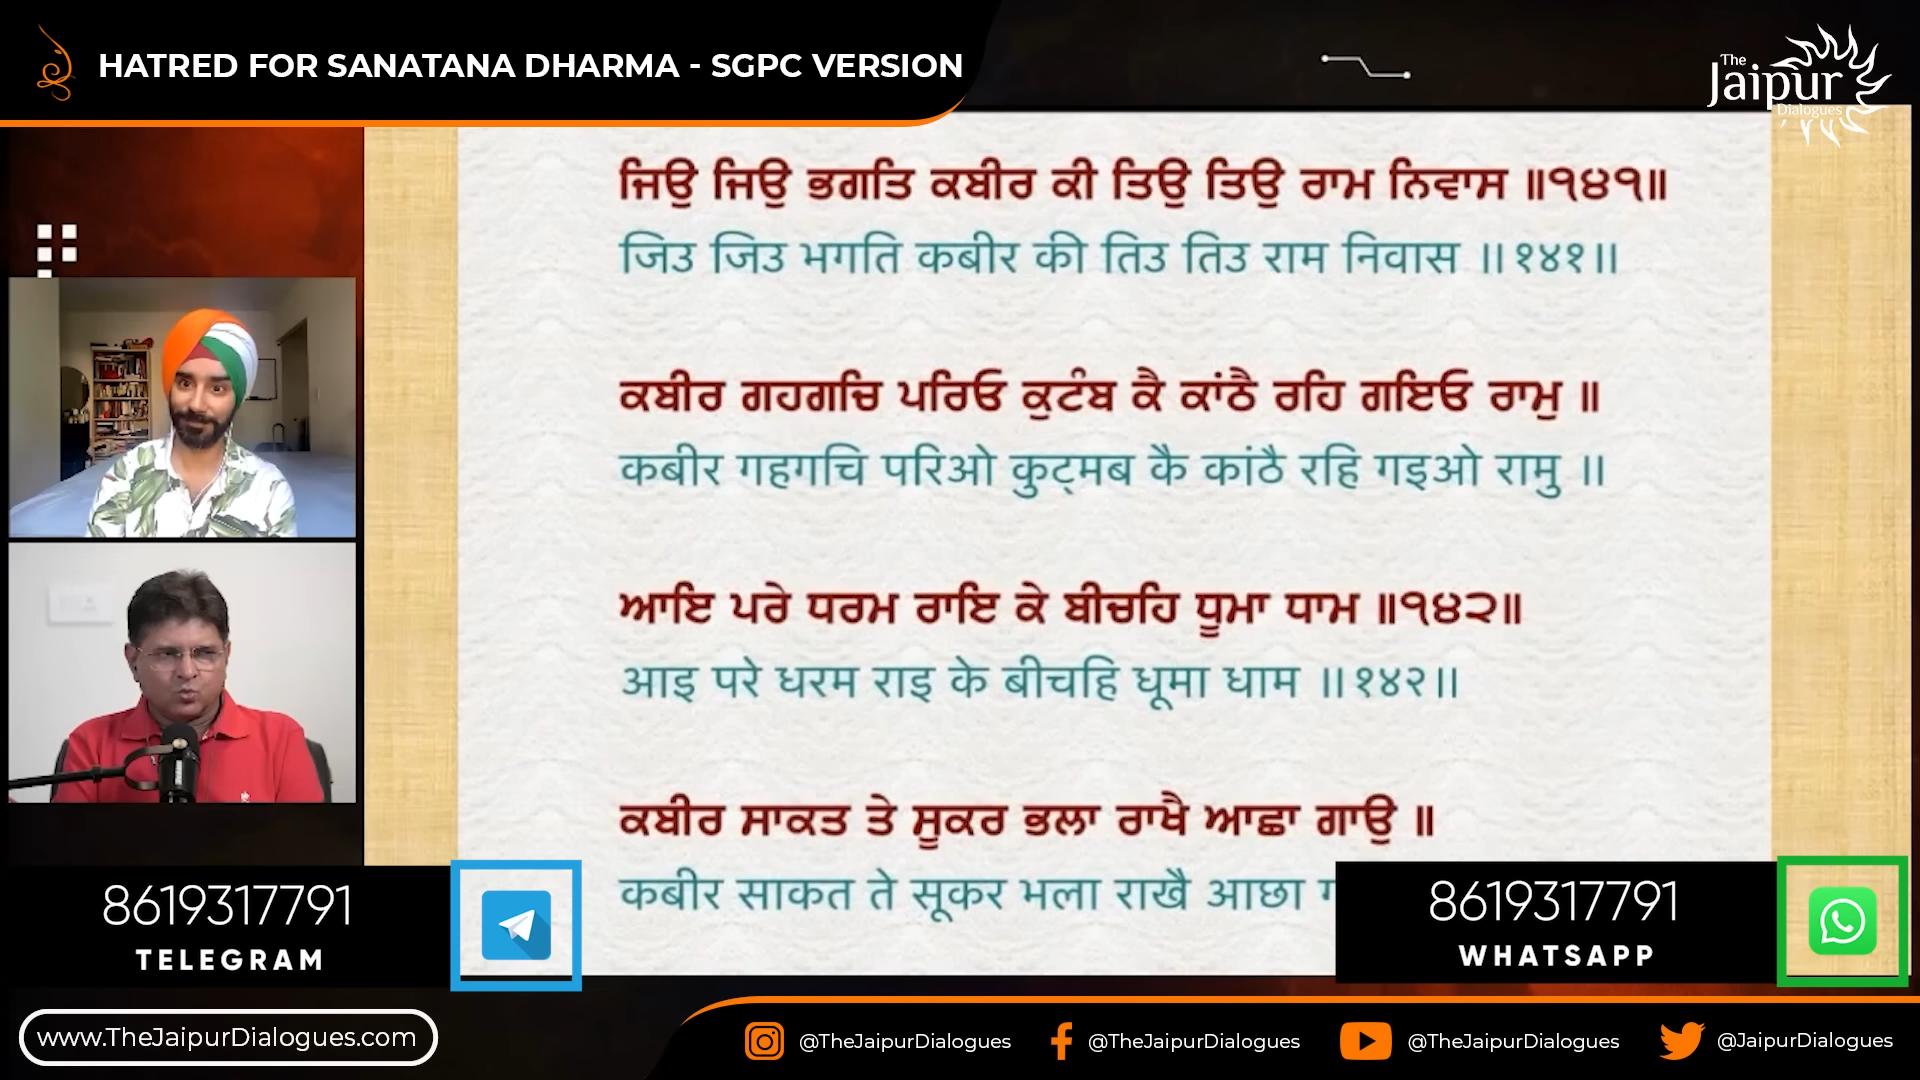 HATRED FOR SANATANA DHARMA - SGPC VERSION
The
Jaipur
Dialogues
ਜਿਉ ਜਿਉ ਭਗਤਿ ਕਬੀਰ ਕੀ ਤਿਉ ਤਿਉ ਰਾਮ ਨਿਵਾਸ ॥੧੪੧॥
जिउ जिउ भगति कबीर की तिउ तिउ राम निवास ॥१४१॥
ਕਬੀਰ ਗਹਗਚਿ ਪਰਿਓ ਕੁਟੰਬ ਕੈ ਕਾਂਠੈ ਰਹਿ ਗਇਓ ਰਾਮੁ ॥
कबीर गहगचि परिओ कुट्मब कै कांठै रहि गइओ रामु ॥
ਆਇ ਪਰੇ ਧਰਮ ਰਾਇ ਕੇ ਬੀਚਹਿ ਧੂਮਾ ਧਾਮ ॥੧੪੨॥
आइ परे धरम राइ के बीचहि धूमा धाम ॥१४२॥
ਕਬੀਰ ਸਾਕਤ ਤੇ ਸੂਕਰ ਭਲਾ ਰਾਖੈ ਆਛਾ ਗਾਉ ॥
कबीर साकत ते सूकर भला राखै आछा
8619317791
TELEGRAM
8619317791
WHATSAPP
www.TheJaipurDialogues.com
@TheJaipurDialogues
@TheJaipurDialogues
@TheJaipurDialogues
@JaipurDialogues